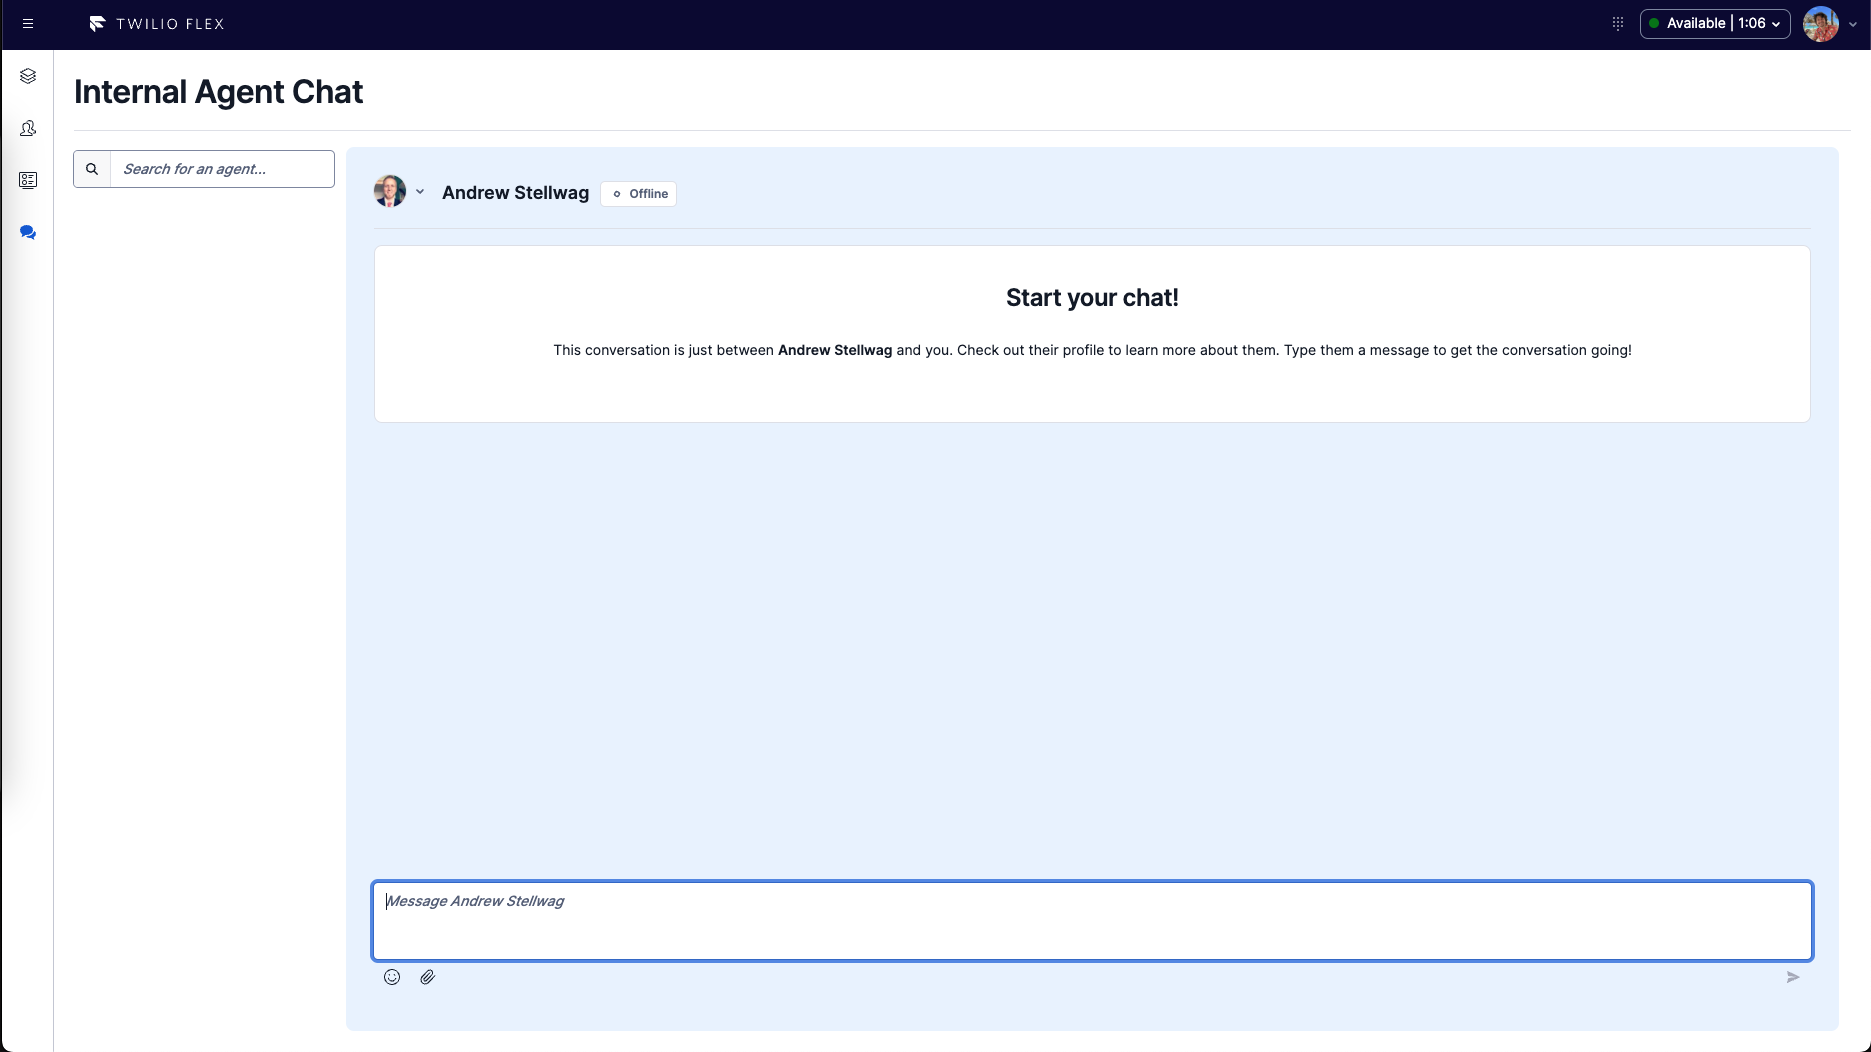 TWILIO FLEX
Available | 1:06
Internal Agent Chat
Search for an agent...
Andrew Stellwag
Offline
Start your chat!
This conversation is just between Andrew Stellwag and you. Check out their profile to learn more about them. Type them a message to get the conversation going!
Message Andrew Stellwag